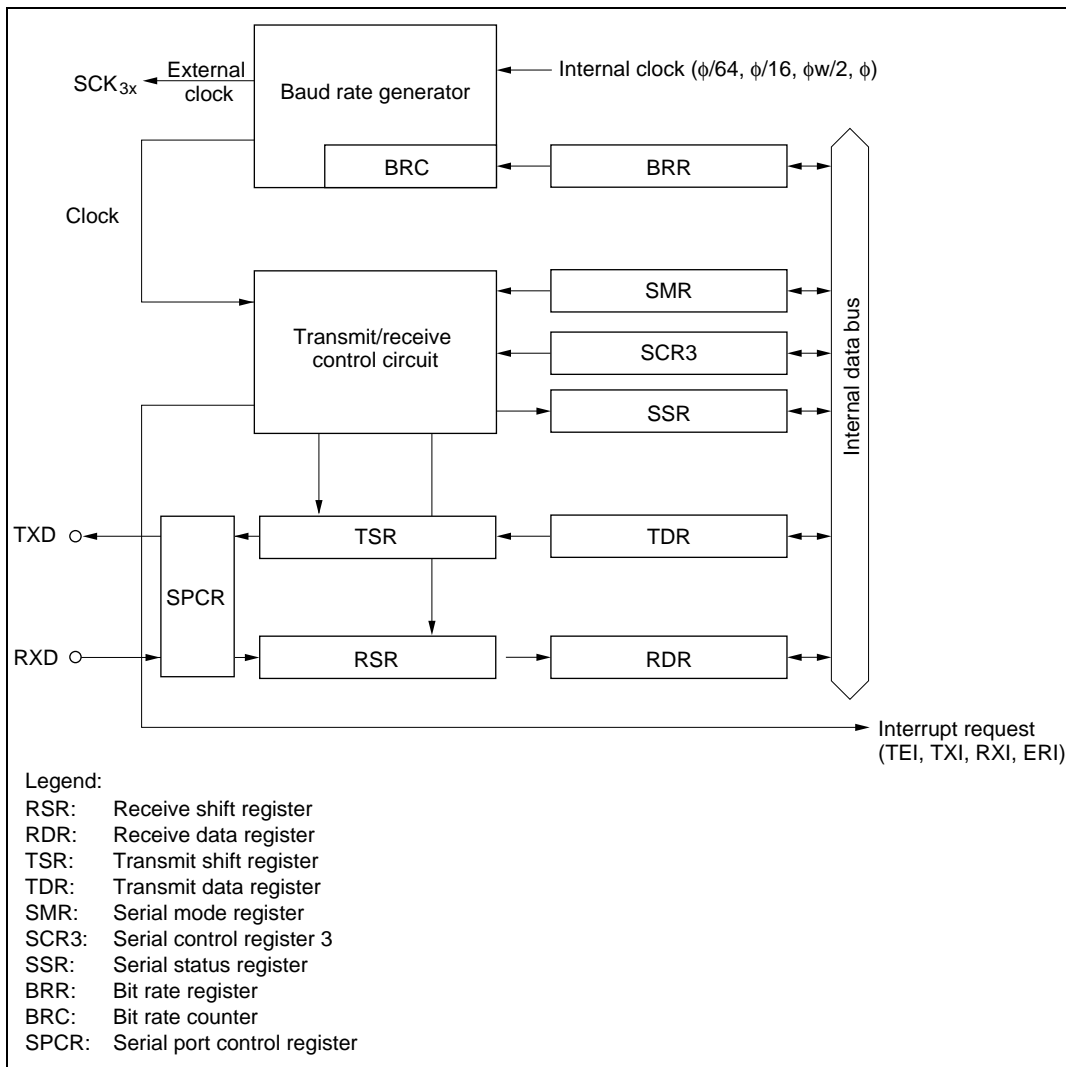 SCK3x
External
clock
Baud rate generator
Internal clock (ϕ/64, ϕ/16, ϕw/2, ϕ)
BRC
BRR
Clock
Internal data bus
Transmit/receive
control circuit
SMR
SCR3
SSR
TXD
SPCR
TSR
TDR
RXD
RSR
RDR
Interrupt request
(TEI, TXI, RXI, ERI)
Legend:
RSR: Receive shift register
RDR: Receive data register
TSR: Transmit shift register
TDR: Transmit data register
SMR: Serial mode register
SCR3: Serial control register 3
SSR: Serial status register
BRR: Bit rate register
BRC: Bit rate counter
SPCR: Serial port control register